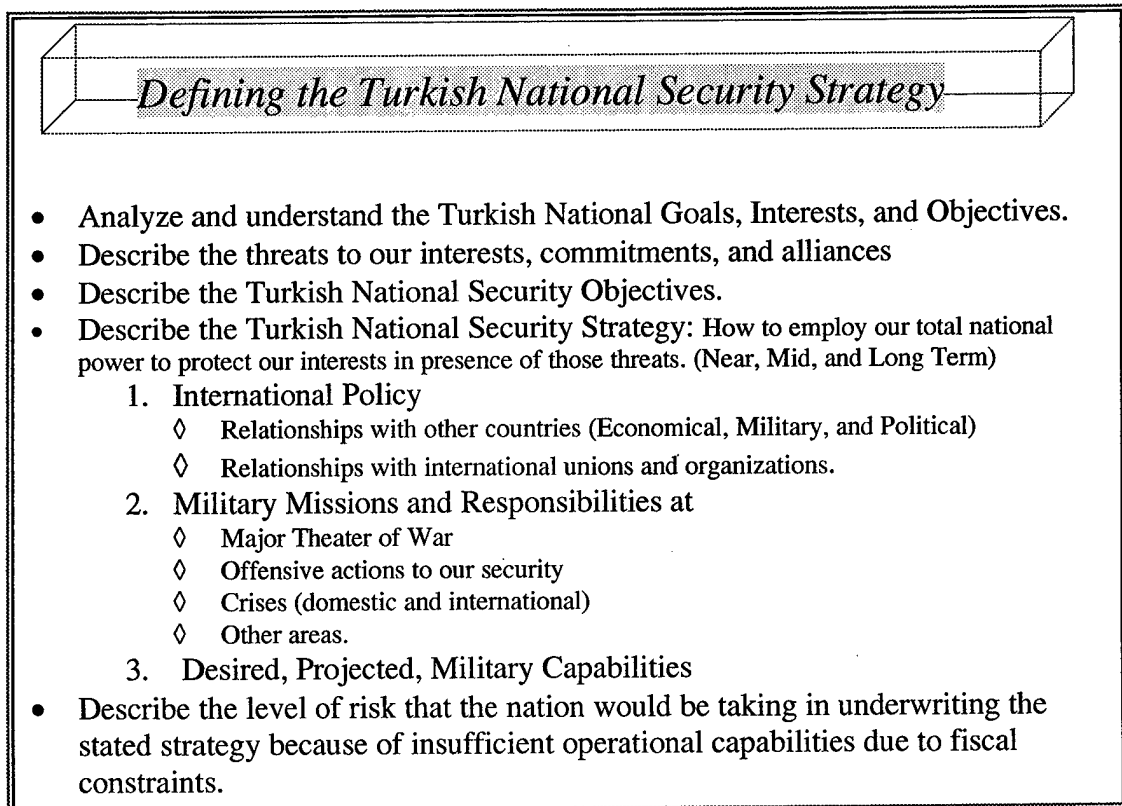 Defining the Turkish National Security Strategy
• Analyze and understand the Turkish National Goals, Interests, and Objectives.
• Describe the threats to our interests, commitments, and alliances
• Describe the Turkish National Security Objectives.
• Describe the Turkish National Security Strategy: How to employ our total national
power to protect our interests in presence of those threats. (Near, Mid, and Long Term)
1. International Policy
◊ Relationships with other countries (Economical, Military, and Political)
◊ Relationships with international unions and organizations.
2. Military Missions and Responsibilities at
◊ Major Theater of War
◊ Offensive actions to our security
◊ Crises (domestic and international)
◊ Other areas.
3. Desired, Projected, Military Capabilities
• Describe the level of risk that the nation would be taking in underwriting the
stated strategy because of insufficient operational capabilities due to fiscal
constraints.